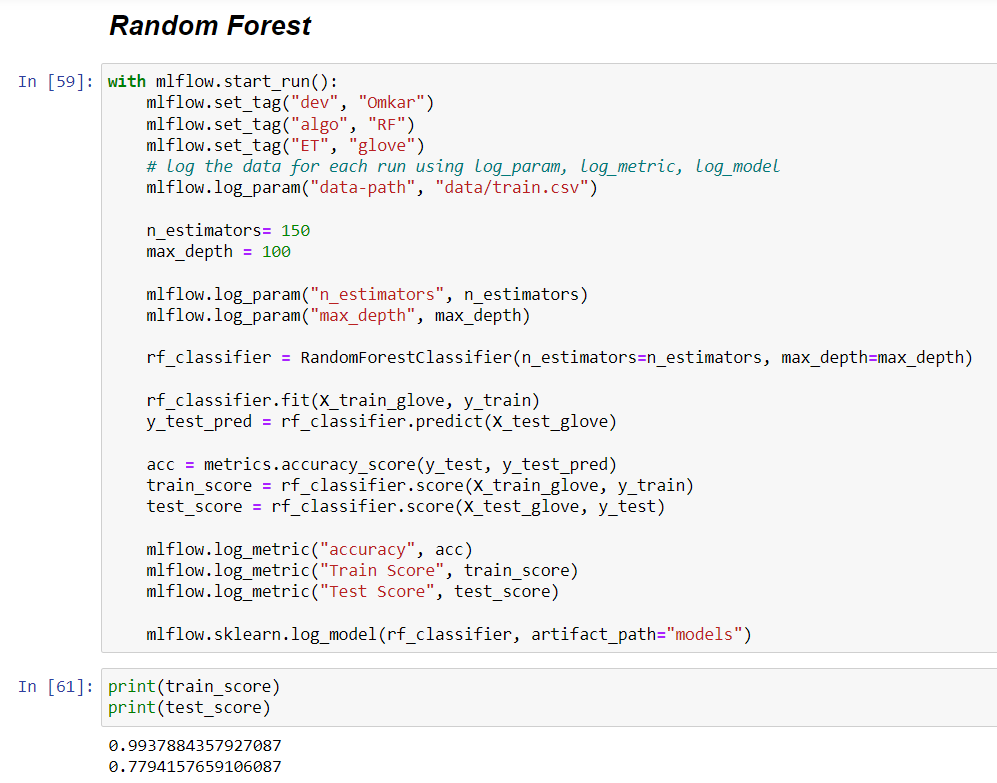 Random Forest
In [59]: with mlflow.start_run():
mlflow.set_tag("dev", "Omkar")
mlflow.set_tag("algo", "RF")
mlflow.set_tag("ET", "glove")
# log the data for each run using log_param, log_metric, log_model
mlflow.log_param("data-path", "data/train.csv")
n_estimators= 150
max_depth = 100
mlflow.log_param("n_estimators", n_estimators)
mlflow.log_param("max_depth", max_depth)
rf_classifier = RandomForestClassifier(n_estimators=n_estimators, max_depth=max_depth)
rf_classifier.fit(X_train_glove, y_train)
y_test_pred = rf_classifier.predict(X_test_glove)
acc = metrics.accuracy_score(y_test, y_test_pred)
train_score = rf_classifier.score(X_train_glove, y_train)
test_score = rf_classifier.score(X_test_glove, y_test)
mlflow.log_metric("accuracy", acc)
mlflow.log_metric("Train Score", train_score)
mlflow.log_metric("Test Score", test_score)
mlflow.sklearn.log_model(rf_classifier, artifact_path="models")
In [61]: print(train_score)
print(test_score)
0.9937884357927087
0.7794157659106087